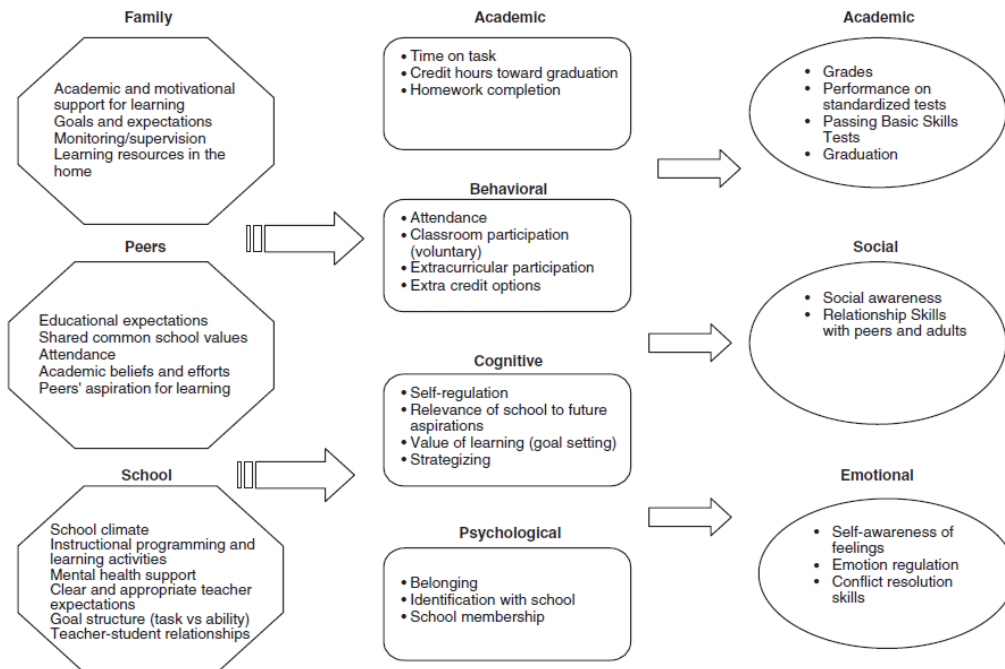 Family
Academic and motivational
support for learning
Goals and expectations
Monitoring/supervision
Learning resources in the
home
Peers
Educational expectations
Shared common school values
Attendance
Academic beliefs and efforts
Peers' aspiration for learning
School
School climate
Instructional programming and
learning activities
Mental health support
Clear and appropriate teacher
expectations
Goal structure (task vs ability)
Teacher-student relationships
Academic
• Time on task
• Credit hours toward graduation
• Homework completion
Behavioral
• Attendance
• Classroom participation
(voluntary)
• Extracurricular participation
• Extra credit options
Cognitive
• Self-regulation
• Relevance of school to future
aspirations
• Value of learning (goal setting)
• Strategizing
Psychological
• Belonging
• Identification with school
• School membership
Academic
• Grades
• Performance on
standardized tests
• Passing Basic Skills
Tests
• Graduation
Social
• Social awareness
• Relationship Skills
with peers and adults
Emotional
• Self-awareness of
feelings
• Emotion regulation
• Conflict resolution
skills